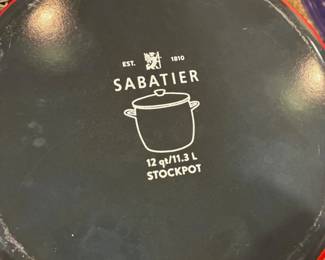 EST. 1810
SABATIER
12 qt/11.3 L
STOCKPOT